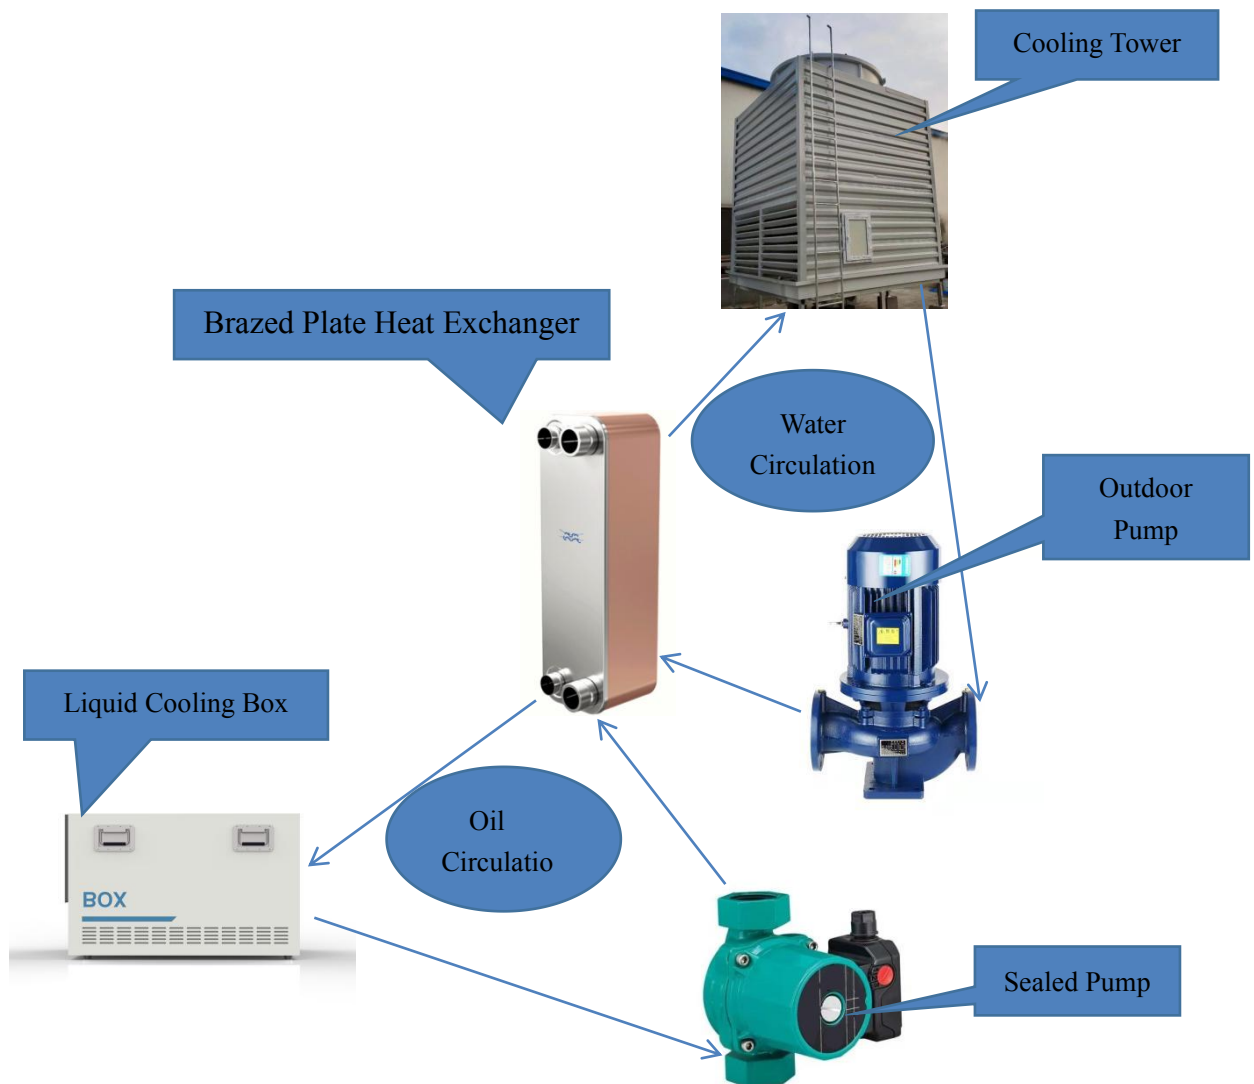 Cooling Tower
Brazed Plate Heat Exchanger
Water
Circulation
Outdoor
Pump
Liquid Cooling Box
Oil
Circulatio
BOX
Sealed Pump